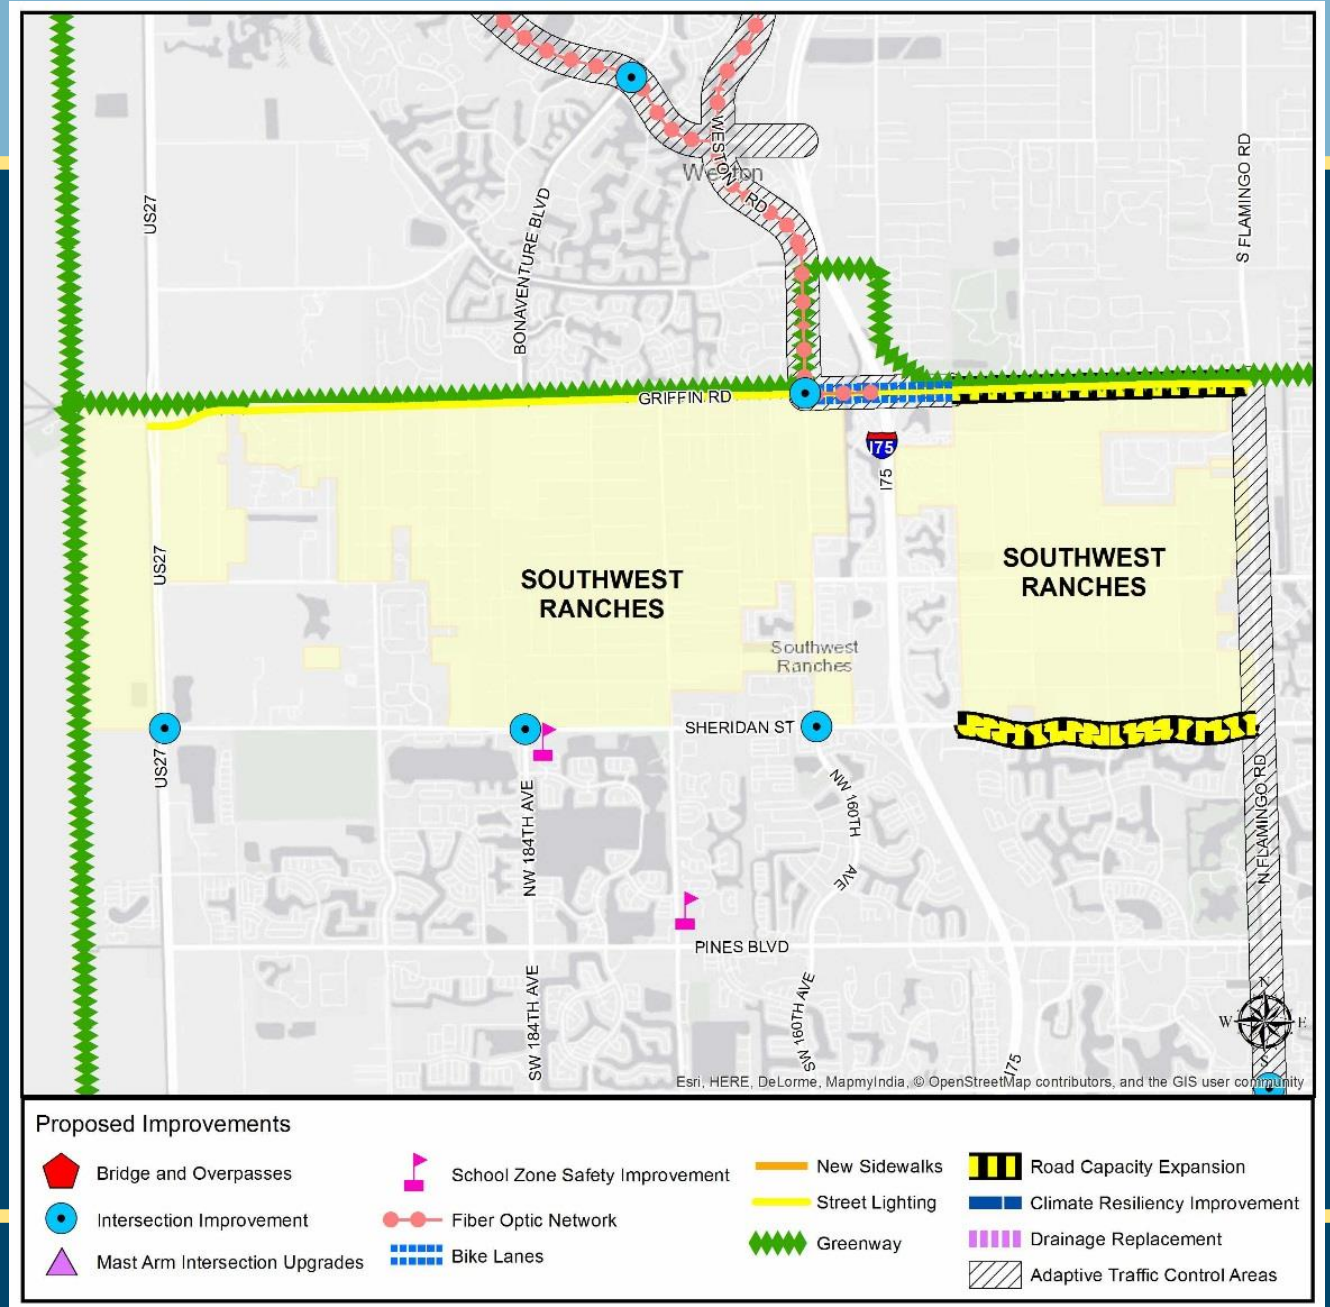 WESTON RD
Weston
S FLAMINGO RD
US27
BONAVENTURE BLVD
GRIFFIN RD
I75
I75
US27
SOUTHWEST
RANCHES
SOUTHWEST
RANCHES
Southwest
Ranches
SHERIDAN ST
US27
NW 184TH AVE
NW 160TH AVE
N FLAMINGO RD
PINES BLVD
SW 184TH AVE
SW 160TH AVE
I75
N
W E
S
Esri, HERE, DeLorme, MapmyIndia, © OpenStreetMap contributors, and the GIS user community
Proposed Improvements
Bridge and Overpasses
Intersection Improvement
Mast Arm Intersection Upgrades
School Zone Safety Improvement
Fiber Optic Network
Bike Lanes
New Sidewalks
Street Lighting
Greenway
Road Capacity Expansion
Climate Resiliency Improvement
Drainage Replacement
Adaptive Traffic Control Areas